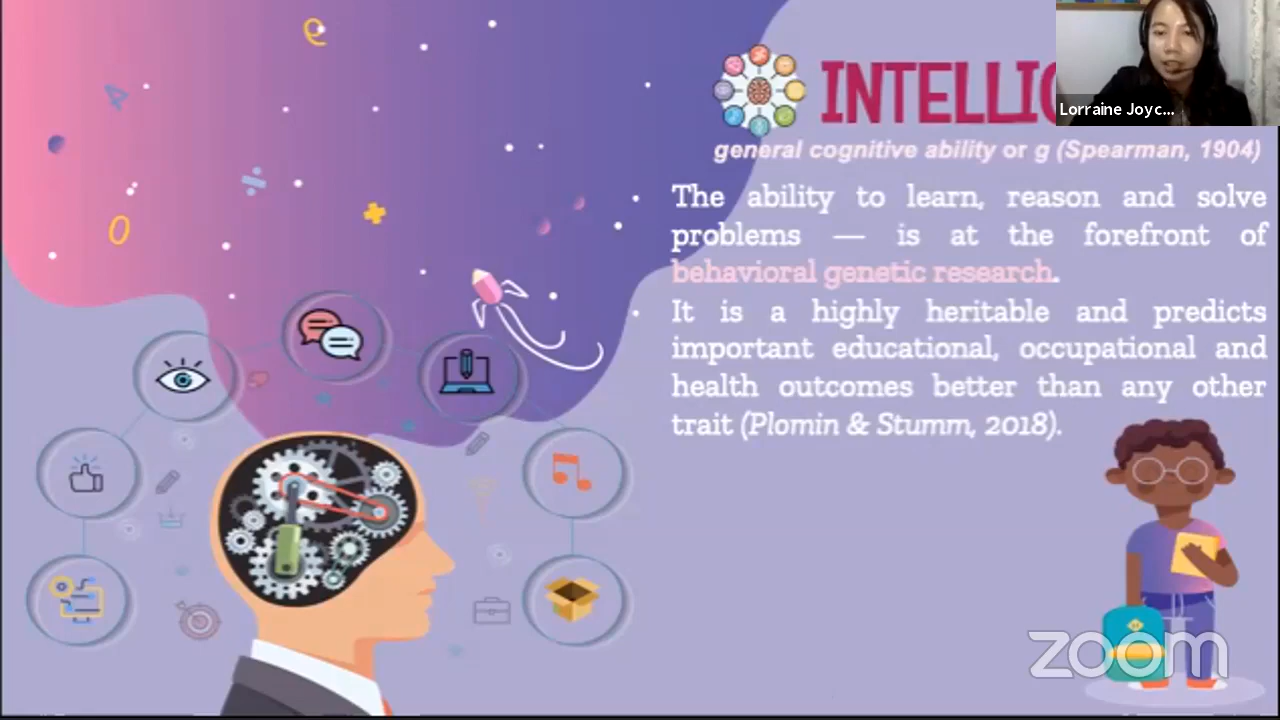 INTELLIG
general cognitive ability or g (Spearman, 1904)
Lorraine Joyc...
The ability to learn, reason and solve
problems — is at the forefront of
behavioral genetic research.
It is a highly heritable and predicts
important educational, occupational and
health outcomes better than any other
trait (Plomin & Stumm, 2018).
zoom